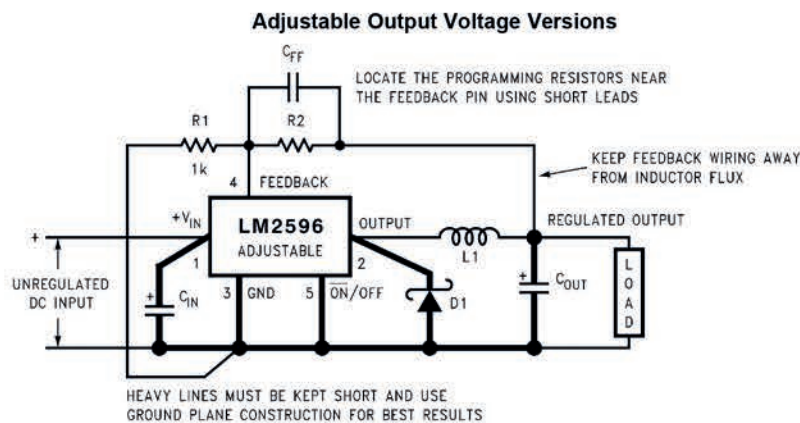 Adjustable Output Voltage Versions
CFF
LOCATE THE PROGRAMMING RESISTORS NEAR
THE FEEDBACK PIN USING SHORT LEADS
R1
R2
1k
KEEP FEEDBACK WIRING AWAY
FROM INDUCTOR FLUX
4
FEEDBACK
+VIN
LM2596
ADJUSTABLE
OUTPUT
REGULATED OUTPUT
+
1
2
L1
UNREGULATED
DC INPUT
+
CIN
3
GND
5
ON/OFF
D1
+
COUT
LOAD
HEAVY LINES MUST BE KEPT SHORT AND USE
GROUND PLANE CONSTRUCTION FOR BEST RESULTS